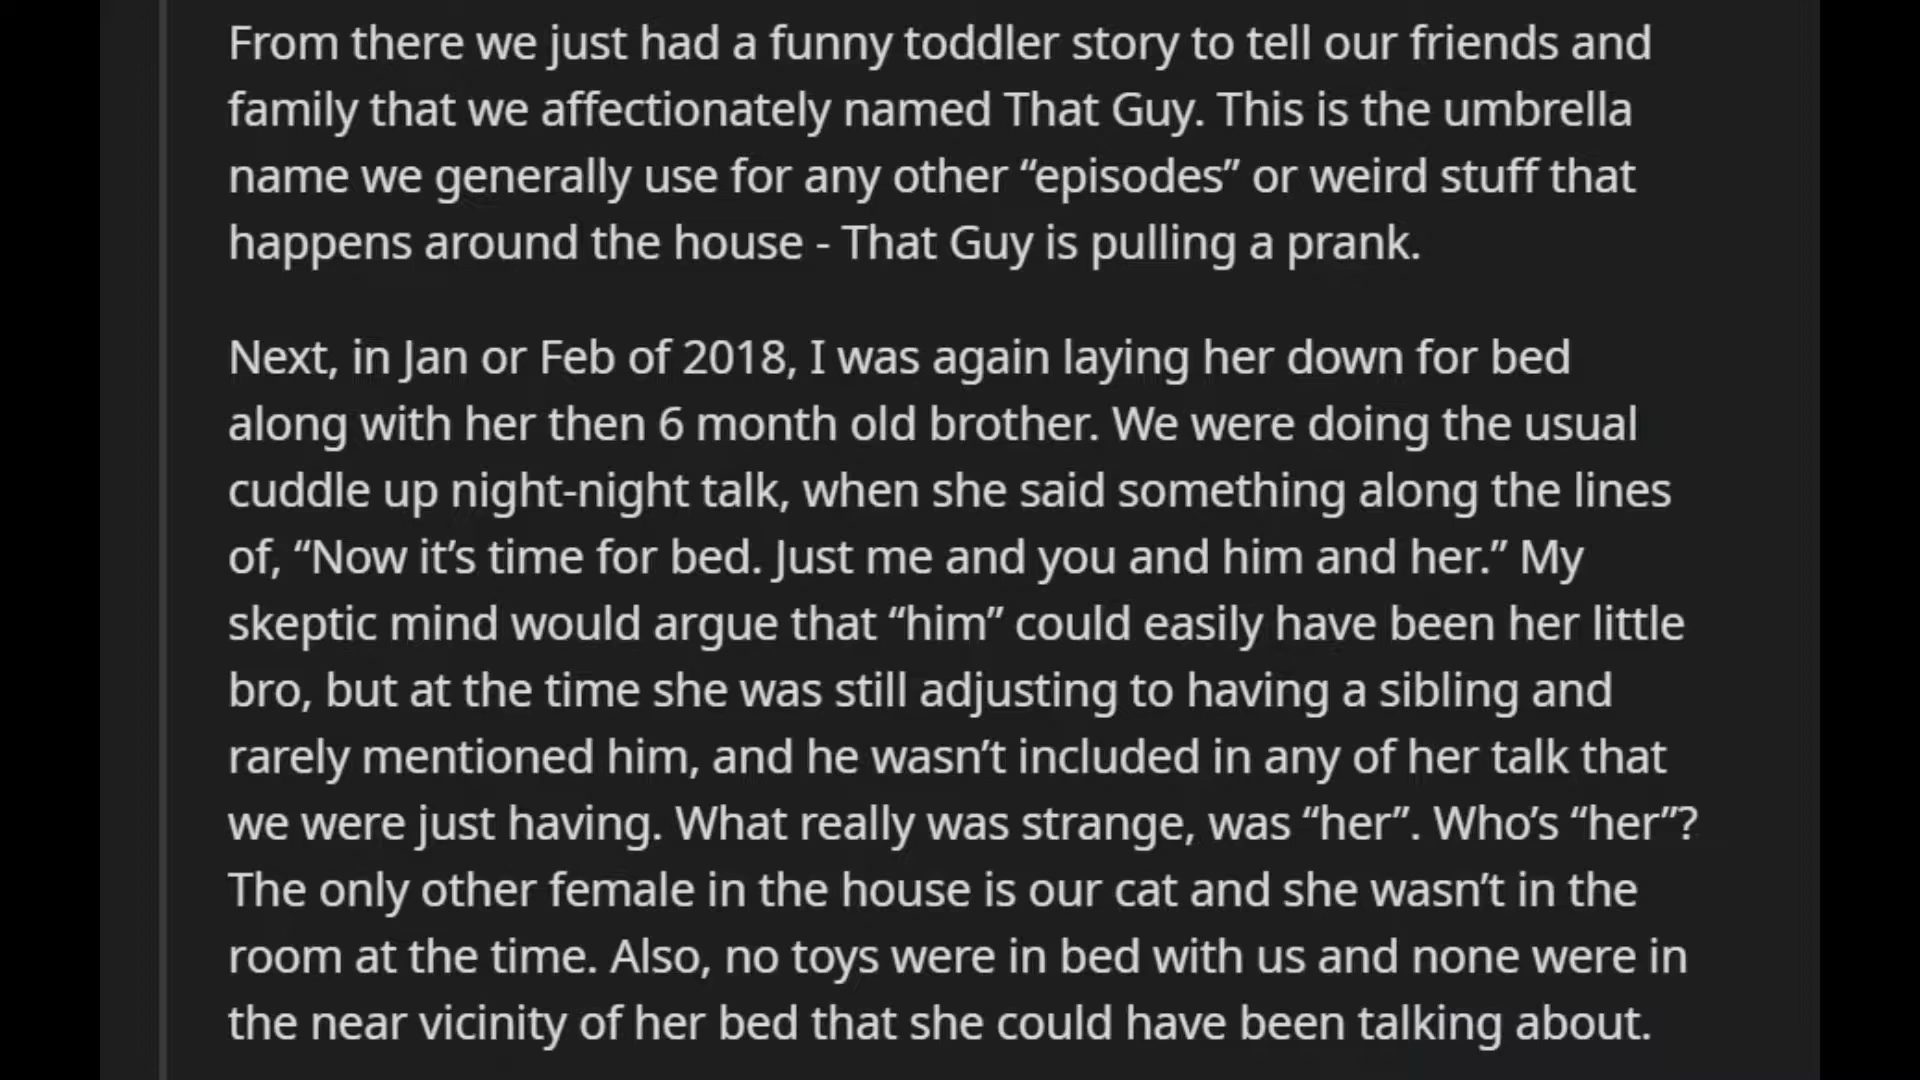 From there we just had a funny toddler story to tell our friends and
family that we affectionately named That Guy. This is the umbrella
name we generally use for any other “episodes” or weird stuff that
happens around the house - That Guy is pulling a prank.
Next, in Jan or Feb of 2018, I was again laying her down for bed
along with her then 6 month old brother. We were doing the usual
cuddle up night-night talk, when she said something along the lines
of, “Now it’s time for bed. Just me and you and him and her.” My
skeptic mind would argue that “him” could easily have been her little
bro, but at the time she was still adjusting to having a sibling and
rarely mentioned him, and he wasn’t included in any of her talk that
we were just having. What really was strange, was “her”. Who’s “her”?
The only other female in the house is our cat and she wasn’t in the
room at the time. Also, no toys were in bed with us and none were in
the near vicinity of her bed that she could have been talking about.